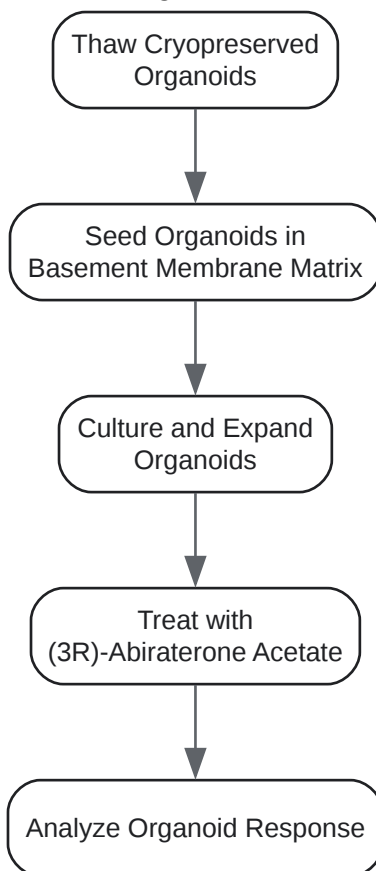 Thaw Cryopreserved
Organoids
Seed Organoids in
Basement Membrane Matrix
Culture and Expand
Organoids
Treat with
(3R)-Abiraterone Acetate
Analyze Organoid Response